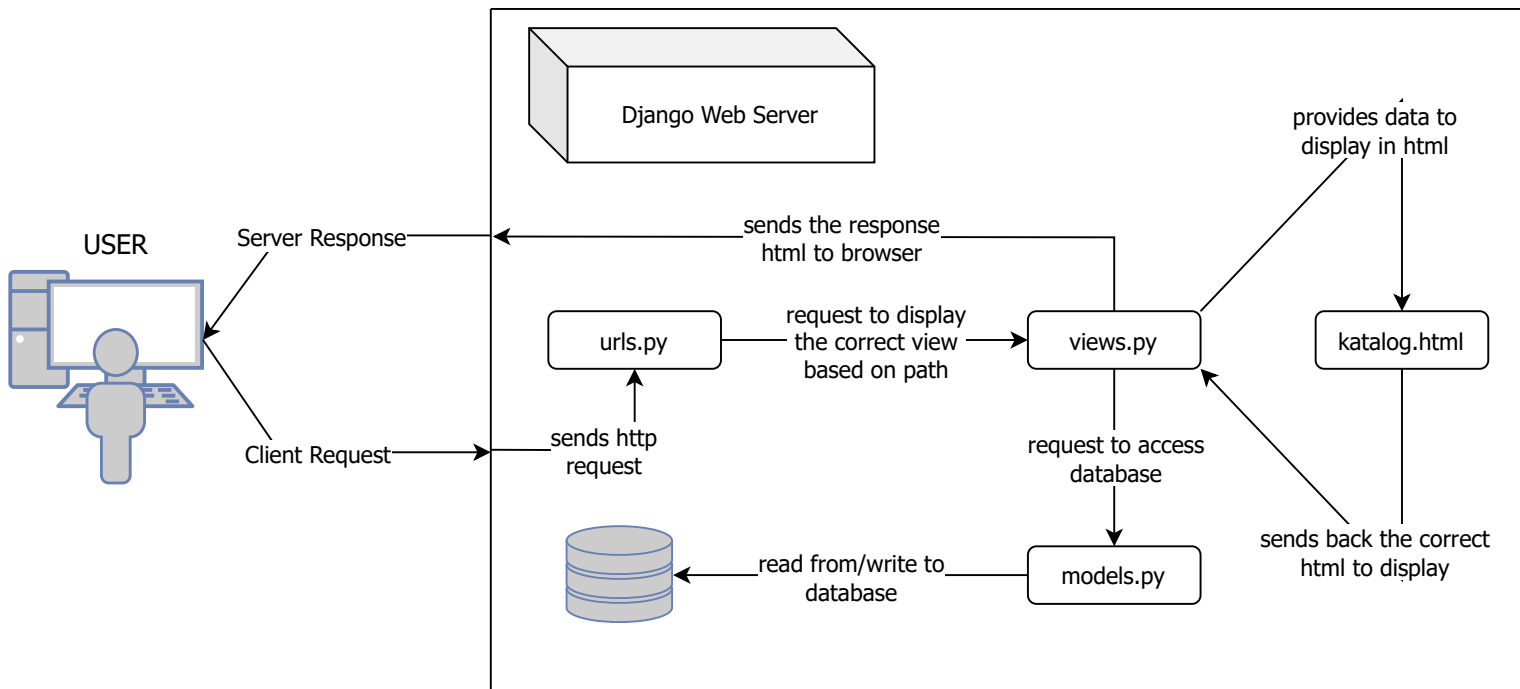 Django Web Server
provides data to
display in html
USER
Server Response
sends the response
html to browser
urls.py
request to display
the correct view
based on path
views.py
katalog.html
Client Request
sends http
request
request to access
database
sends back the correct
html to display
read from/write to
database
models.py